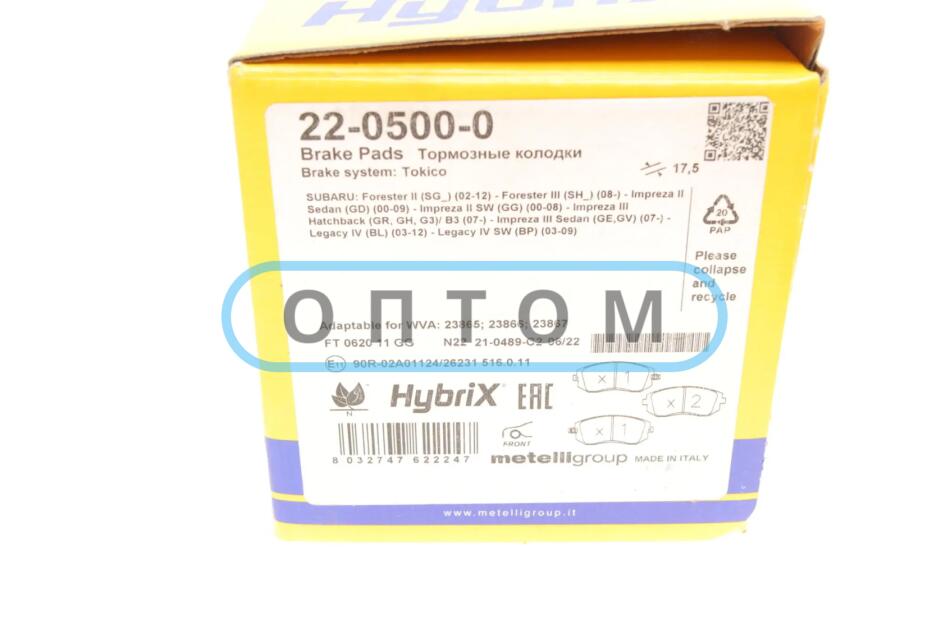 HybriX
22-0500-0
Brake Pads Тормозные колодки
Brake system: Tokico
17,5
SUBARU: Forester II (SG_) (02-12) - Forester III (SH_) (08-) - Impreza II
Sedan (GD) (00-09) - Impreza II SW (GG) (00-08) - Impreza III
Hatchback (GR, GH, G3)/ B3 (07-) - Impreza III Sedan (GE,GV) (07-) -
Legacy IV (BL) (03-12) - Legacy IV SW (BP) (03-09)
20
PAP
Please
collapse
and
recycle
ОПТОМ
Adaptable for WVA: 23865; 23866; 23867
FT 0620 11 GG N22 21-0489-C2-06/22
E11 90R-02A01124/26231 516.0.11
N
HybriX® EAC
x 1
x 2
x 1
FRONT
8 032747 622247
metelligroup MADE IN ITALY
www.metelligroup.it